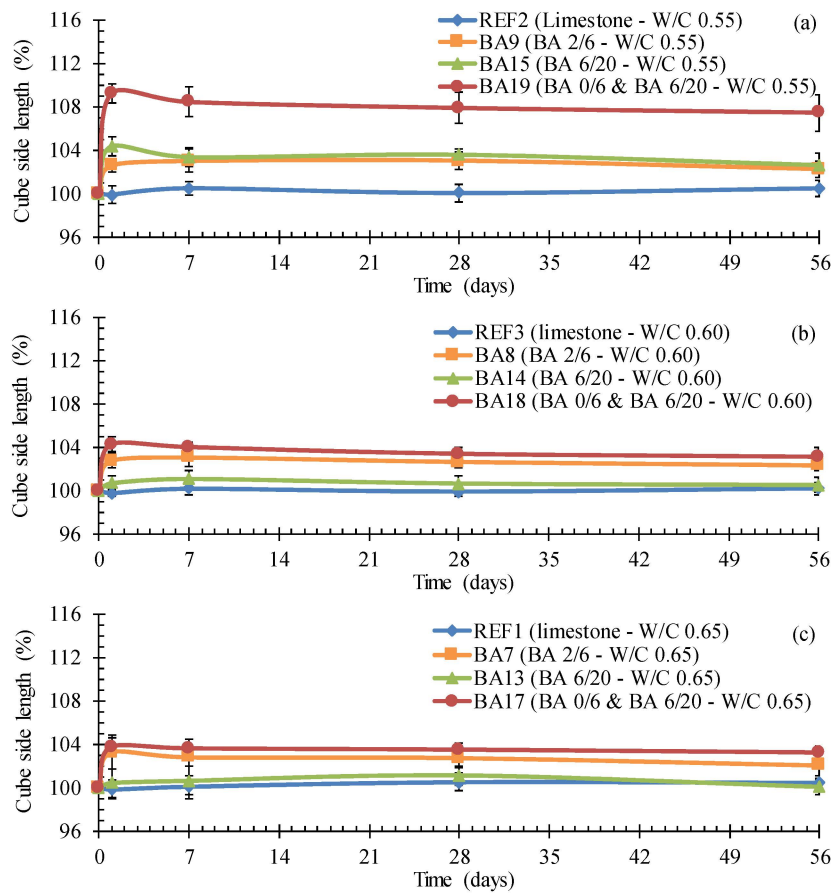 116
112
108
104
100
96
Cube side length (%)
(a)
REF2 (Limestone - W/C 0.55)
BA9 (BA 2/6 - W/C 0.55)
BA15 (BA 6/20 - W/C 0.55)
BA19 (BA 0/6 & BA 6/20 - W/C 0.55)
0 7 14 21 28 35 42 49 56
Time (days)
116
112
108
104
100
96
Cube side length (%)
(b)
REF3 (limestone - W/C 0.60)
BA8 (BA 2/6 - W/C 0.60)
BA14 (BA 6/20 - W/C 0.60)
BA18 (BA 0/6 & BA 6/20 - W/C 0.60)
0 7 14 21 28 35 42 49 56
Time (days)
116
112
108
104
100
96
Cube side length (%)
(c)
REF1 (limestone - W/C 0.65)
BA7 (BA 2/6 - W/C 0.65)
BA13 (BA 6/20 - W/C 0.65)
BA17 (BA 0/6 & BA 6/20 - W/C 0.65)
0 7 14 21 28 35 42 49 56
Time (days)